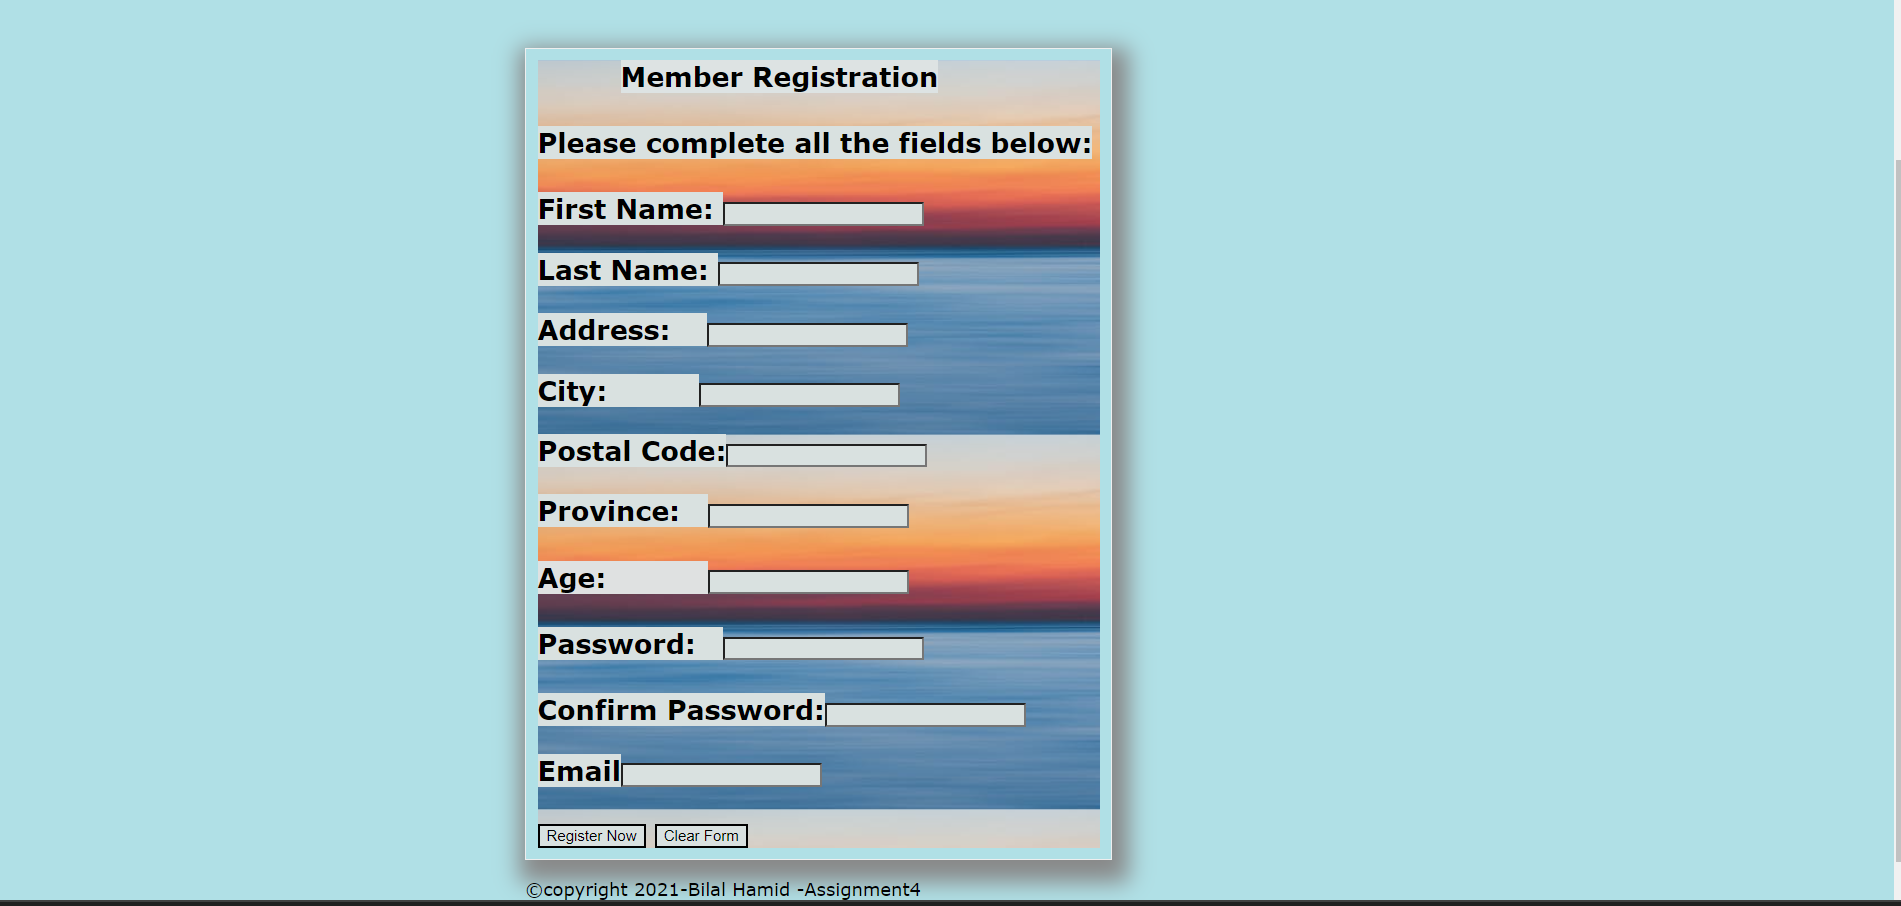 Member Registration
Please complete all the fields below:
First Name:
Last Name:
Address:
City:
Postal Code:
Province:
Age:
Password:
Confirm Password:
Email
Register Now Clear Form
©copyright 2021-Bilal Hamid -Assignment4